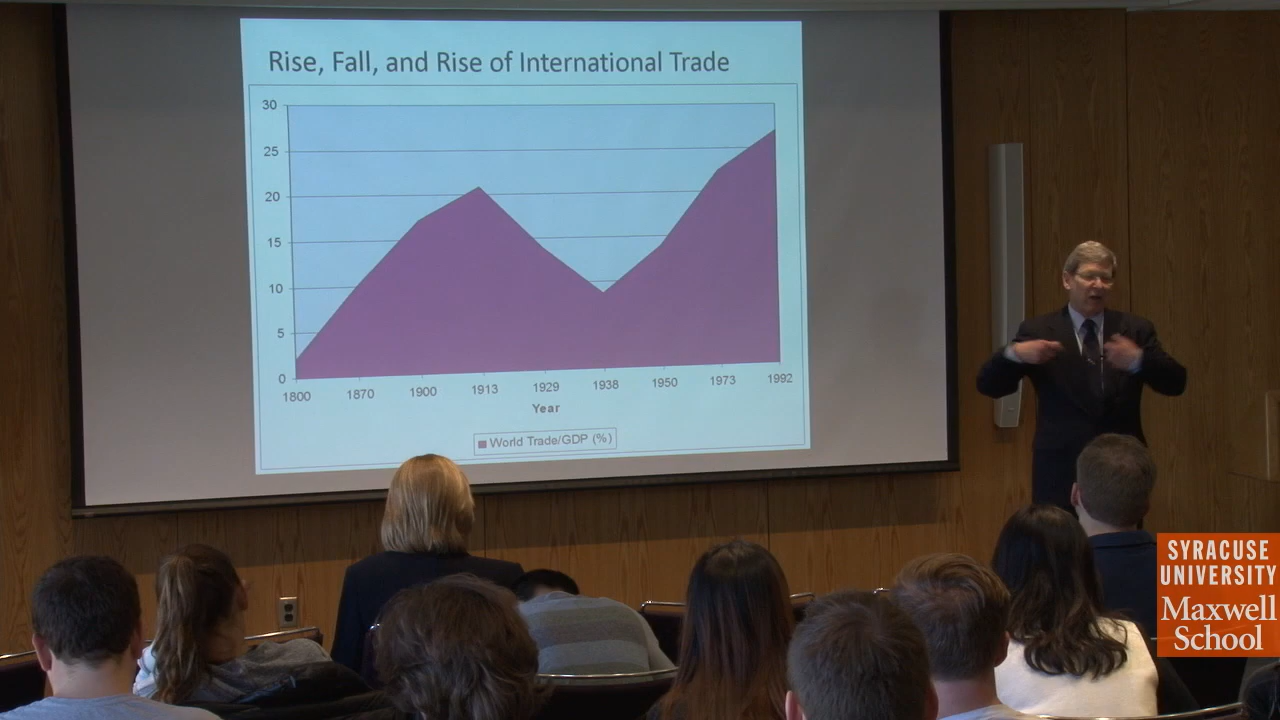 Rise, Fall, and Rise of International Trade
30
25
20
15
10
5
0
1800 1870 1900 1913 1929 1938 1950 1973 1992
Year
World Trade/GDP (%)
SYRACUSE
UNIVERSITY
Maxwell
School